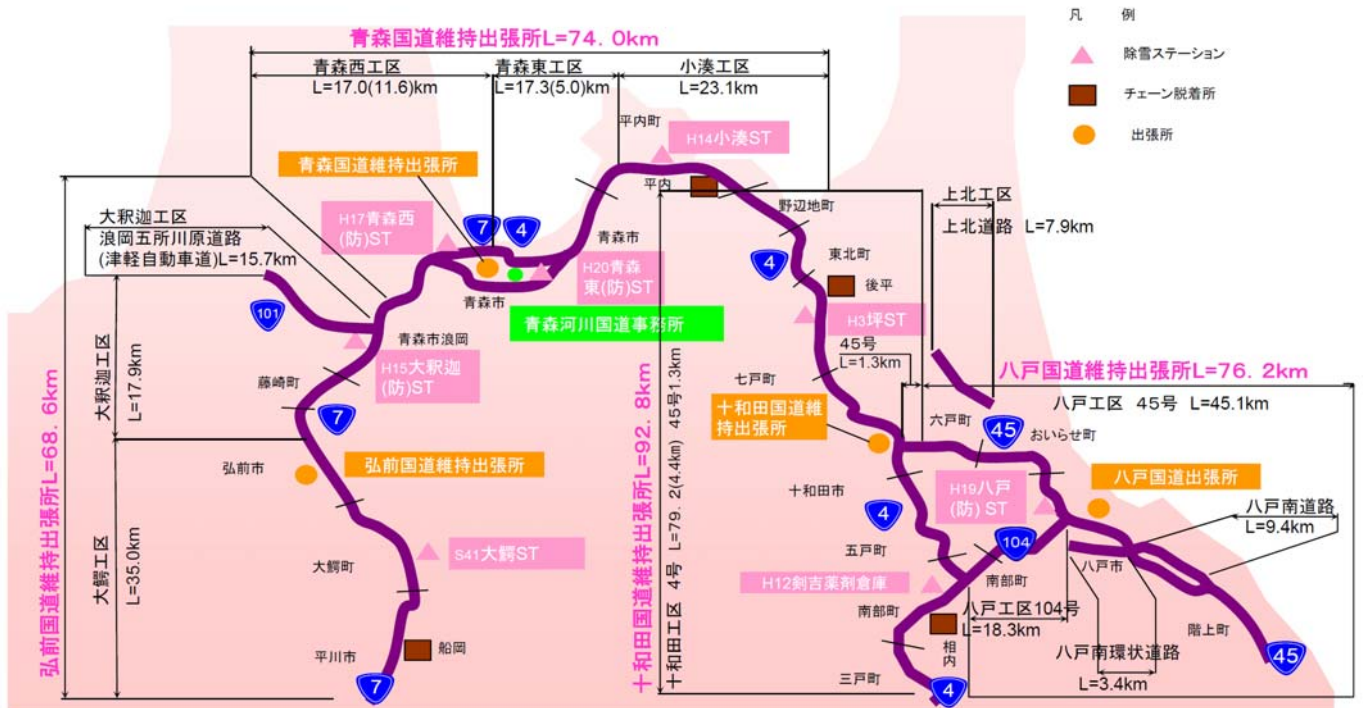 凡　例
除雪ステーション
チェーン脱着所
出張所
青森国道維持出張所L=74. 0km
青森西工区
L=17.0(11.6)km
青森東工区
L=17.3(5.0)km
小湊工区
L=23.1km
平内町
H14小湊ST
青森国道維持出張所
平内
大釈迦工区
浪岡五所川原道路
(津軽自動車道)L=15.7km
H17青森西
(防)ST
7
4
青森市
野辺地町
上北工区
上北道路 L=7.9km
東北町
4
後平
H20青森
東(防)ST
青森市
青森河川国道事務所
H3坪ST
101
青森市浪岡
H15大釈迦
(防)ST
藤崎町
7
大釈迦工区
L=17.9km
45号
L=1.3km
七戸町
八戸国道維持出張所L=76. 2km
八戸工区 45号 L=45.1km
十和田国道維
持出張所
六戸町
45
おいらせ町
弘前市
弘前国道維持出張所
十和田市
H19八戸
(防) ST
八戸国道出張所
4
八戸南道路
L=9.4km
104
五戸町
S41大鰐ST
大鰐町
大鰐工区
L=35.0km
弘前国道維持出張所L=68. 6km
十和田国道維持出張所L=92. 8km
十和田工区 4号 L=79. 2(4.4km) 45号1.3km
H12剣吉薬剤倉庫
南部町
八戸市
南部町
八戸工区104号
L=18.3km
階上町
相内
八戸南環状道路
L=3.4km
船岡
平川市
7
三戸町
4
45